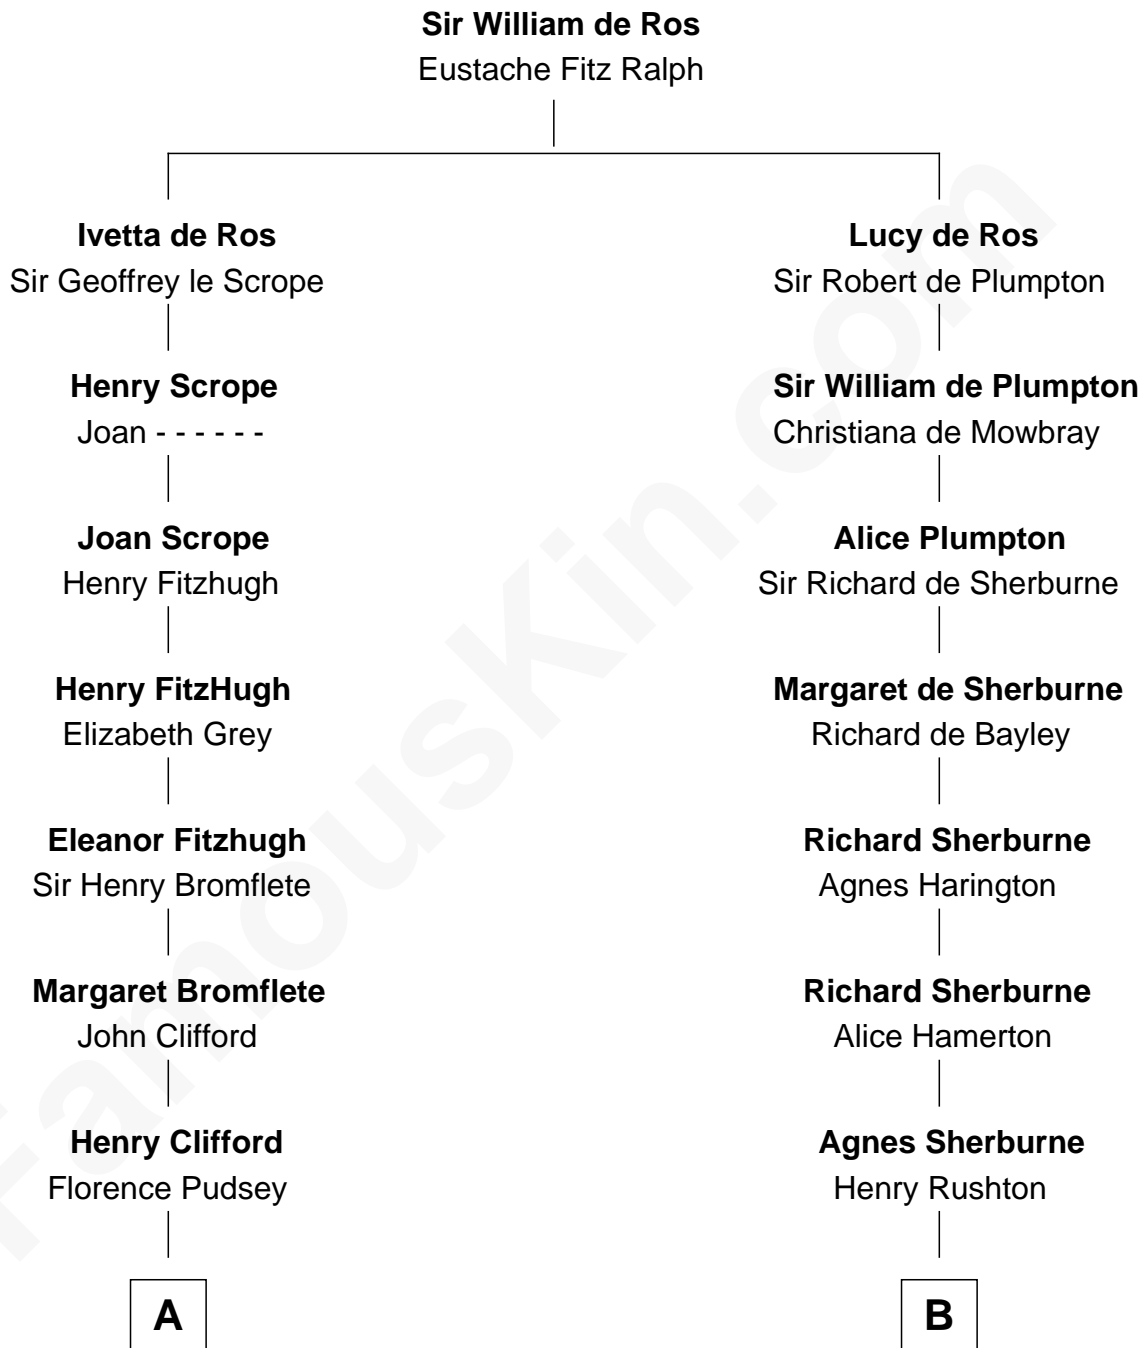 Sir William de Ros
Eustache Fitz Ralph
Ivetta de Ros
Sir Geoffrey le Scrope
Henry Scrope
Joan - - - - - -
Joan Scrope
Henry Fitzhugh
Henry FitzHugh
Elizabeth Grey
Eleanor Fitzhugh
Sir Henry Bromflete
Margaret Bromflete
John Clifford
Henry Clifford
Florence Pudsey
A
Lucy de Ros
Sir Robert de Plumpton
Sir William de Plumpton
Christiana de Mowbray
Alice Plumpton
Sir Richard de Sherburne
Margaret de Sherburne
Richard de Bayley
Richard Sherburne
Agnes Harington
Richard Sherburne
Alice Hamerton
Agnes Sherburne
Henry Rushton
B
FamousKin.com